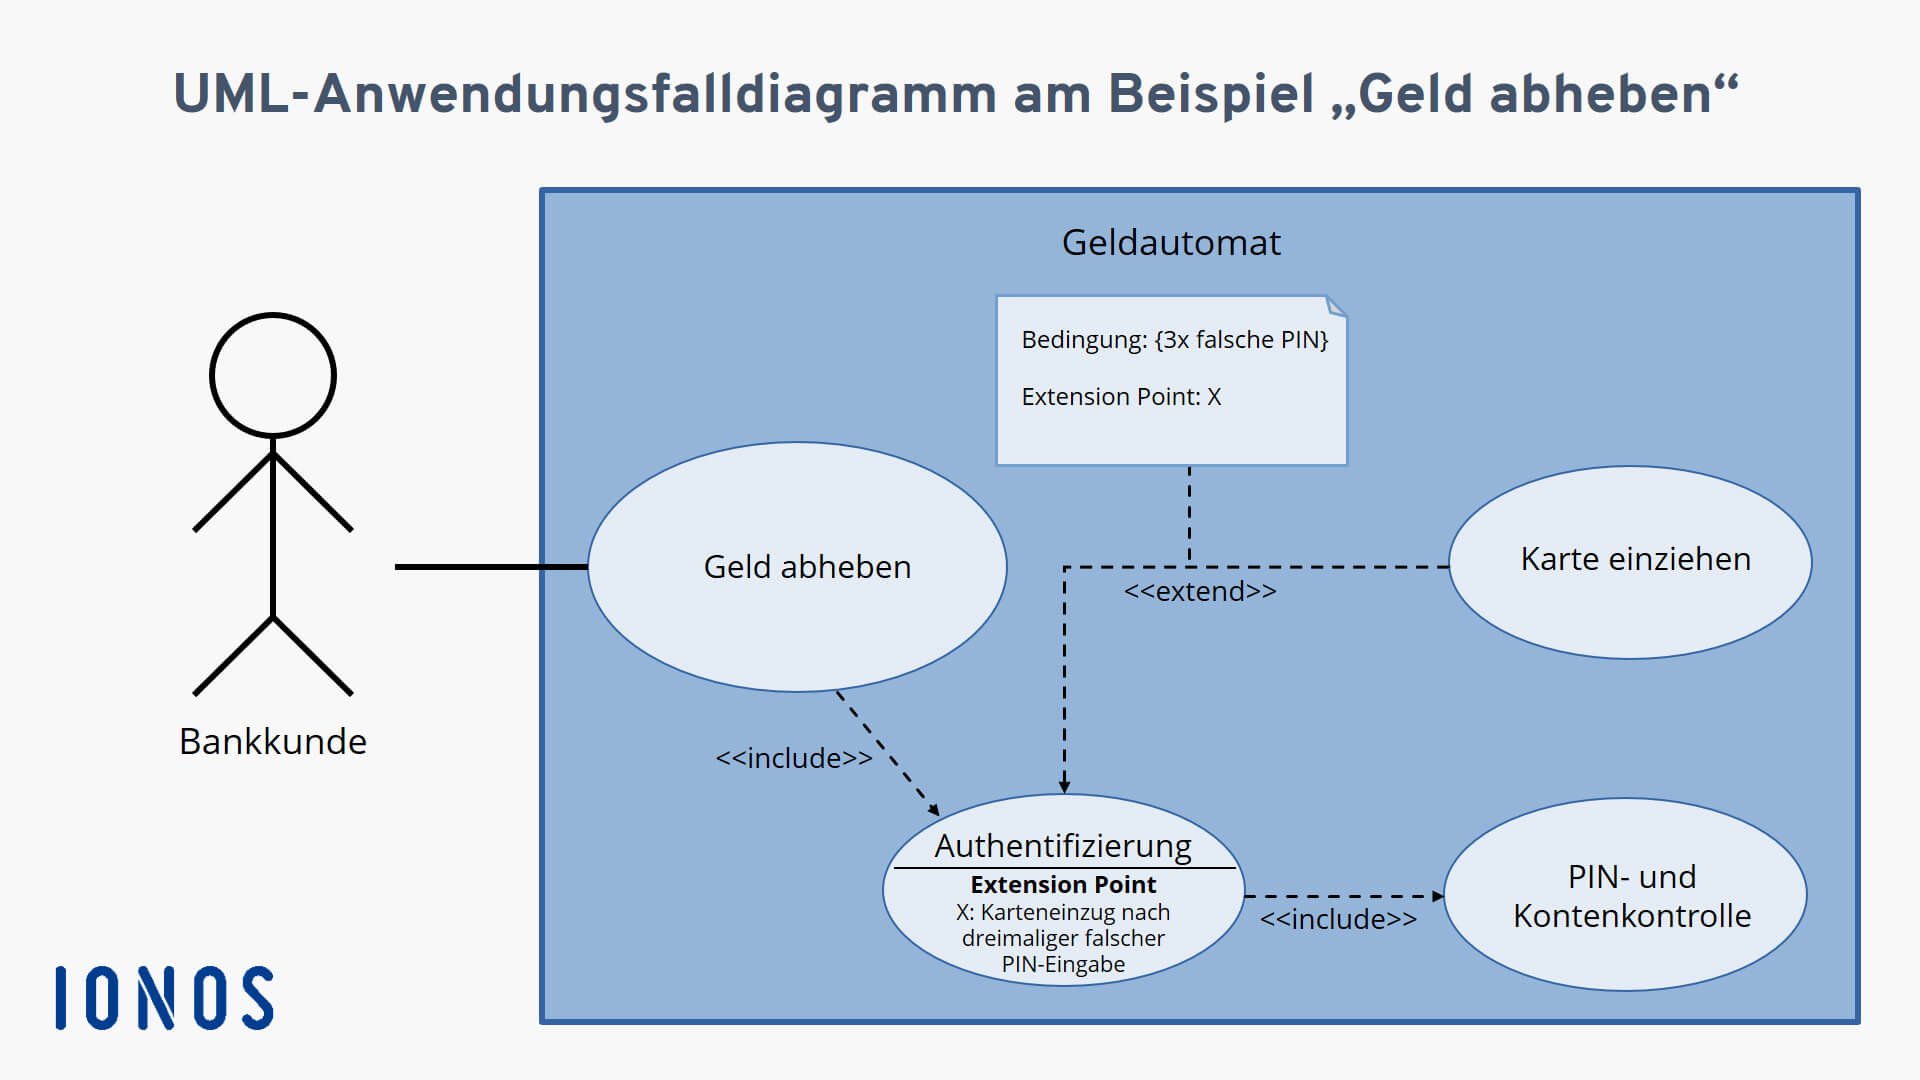 UML-Anwendungsfalldiagramm am Beispiel „Geld abheben“
Geldautomat
Bedingung: {3x falsche PIN}
Extension Point: X
Geld abheben
Karte einziehen
<<extend>>
Bankkunde
<<include>>
Authentifizierung
Extension Point
X: Karteneinzug nach
dreimaliger falscher
PIN-Eingabe
<<include>>
PIN- und
Kontenkontrolle
IONOS